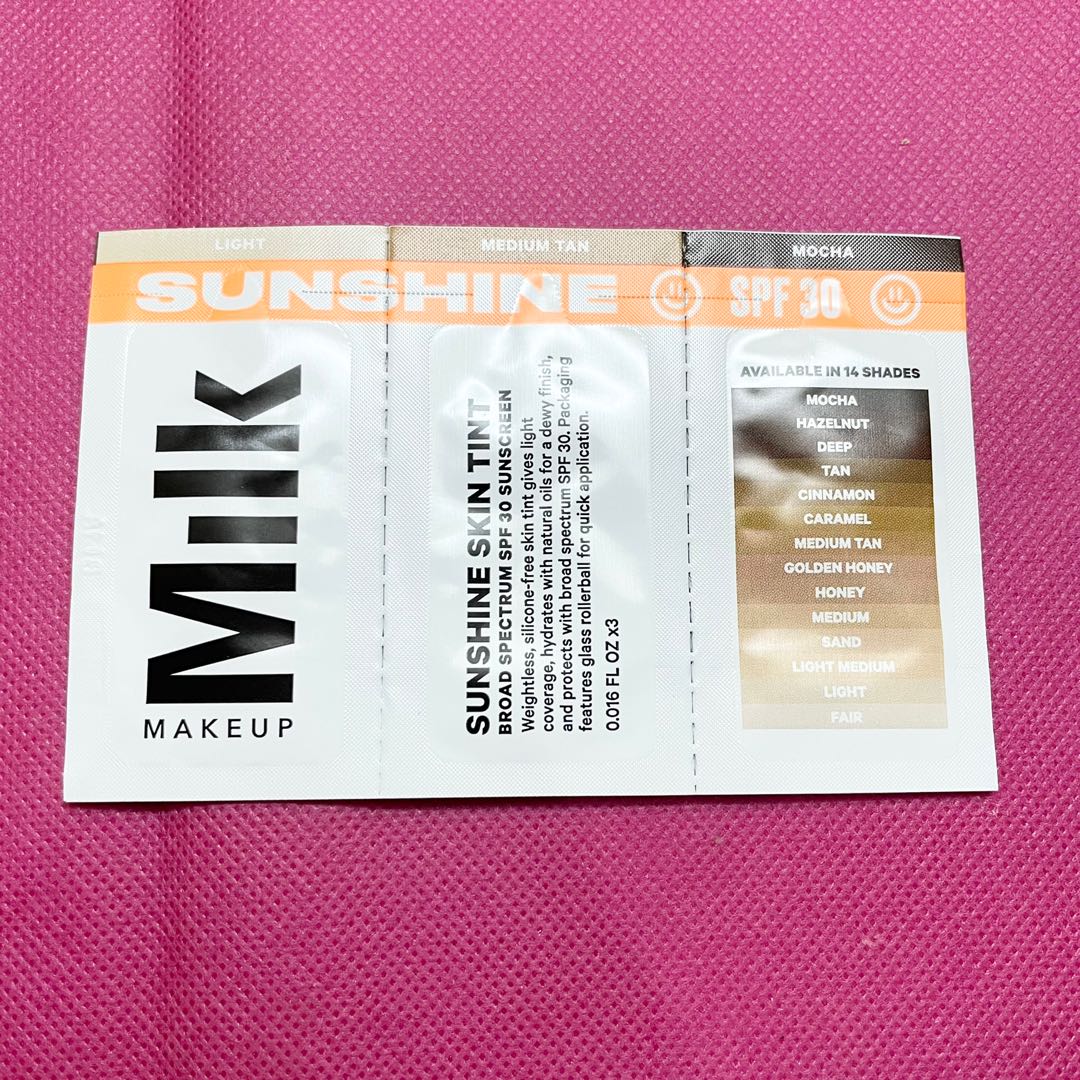 LIGHT
MEDIUM TAN
MOCHA
SUNSHINE SPF 30
Milk
MAKEUP
SUNSHINE SKIN TINT
BROAD SPECTRUM SPF 30 SUNSCREEN
Weightless, silicone-free skin tint gives light
coverage, hydrates with natural oils for a dewy finish,
and protects with broad spectrum SPF 30. Packaging
features glass rollerball for quick application.
0.016 FL OZ x3
AVAILABLE IN 14 SHADES
MOCHA
HAZELNUT
DEEP
TAN
CINNAMON
CARAMEL
MEDIUM TAN
GOLDEN HONEY
HONEY
MEDIUM
SAND
LIGHT MEDIUM
LIGHT
FAIR